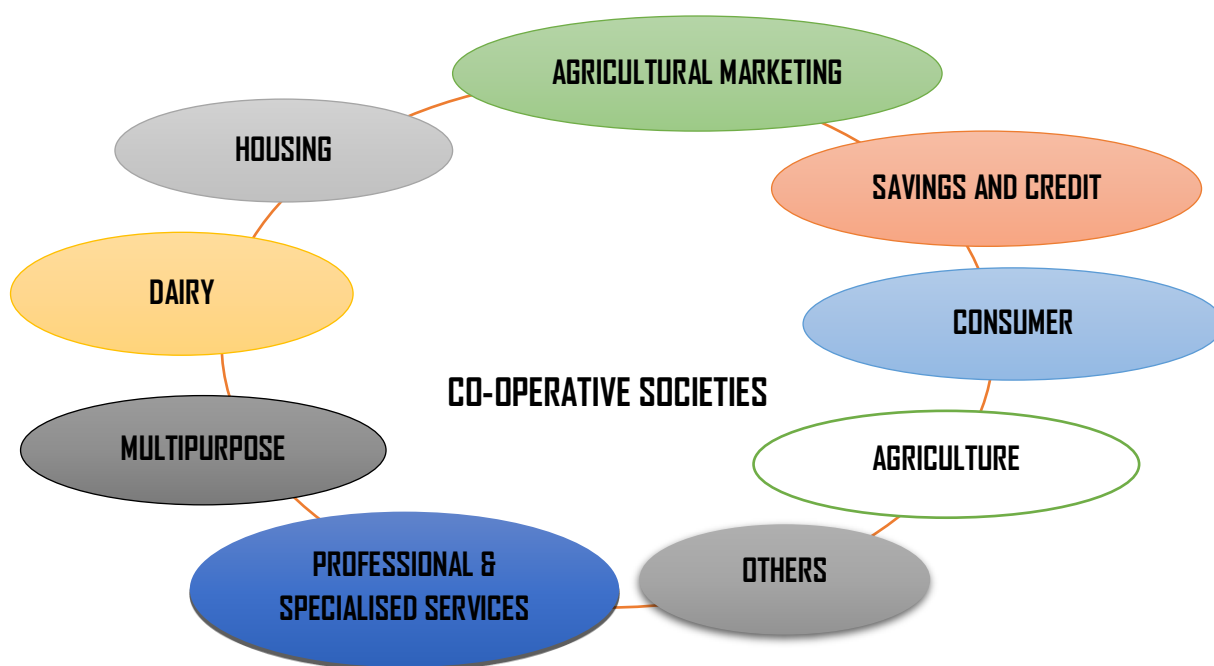 AGRICULTURAL MARKETING
HOUSING
SAVINGS AND CREDIT
DAIRY
CONSUMER
CO-OPERATIVE SOCIETIES
MULTIPURPOSE
AGRICULTURE
PROFESSIONAL &
SPECIALISED SERVICES
OTHERS